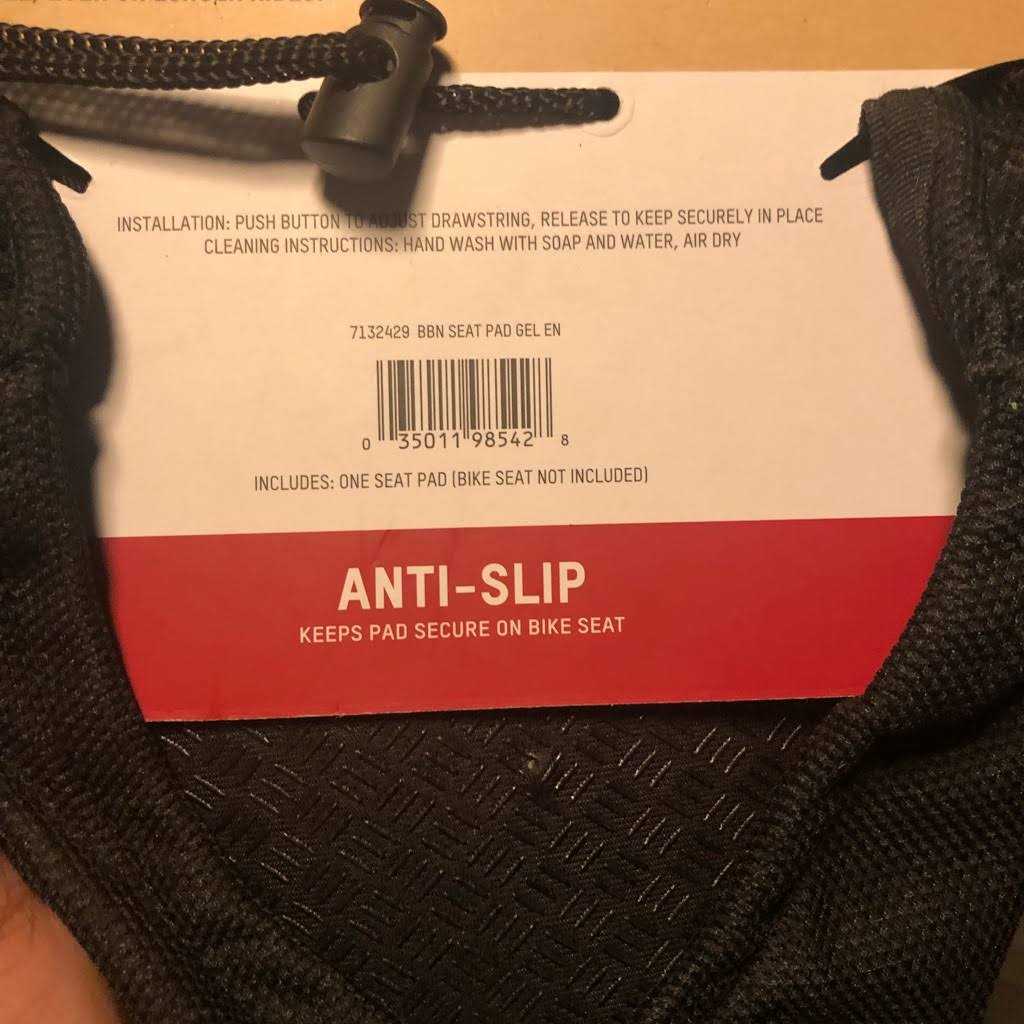 INSTALLATION: PUSH BUTTON TO ADJUST DRAWSTRING, RELEASE TO KEEP SECURELY IN PLACE
CLEANING INSTRUCTIONS: HAND WASH WITH SOAP AND WATER, AIR DRY
7132429 BBN SEAT PAD GEL EN
0 35011 98542 8
INCLUDES: ONE SEAT PAD (BIKE SEAT NOT INCLUDED)
ANTI-SLIP
KEEPS PAD SECURE ON BIKE SEAT